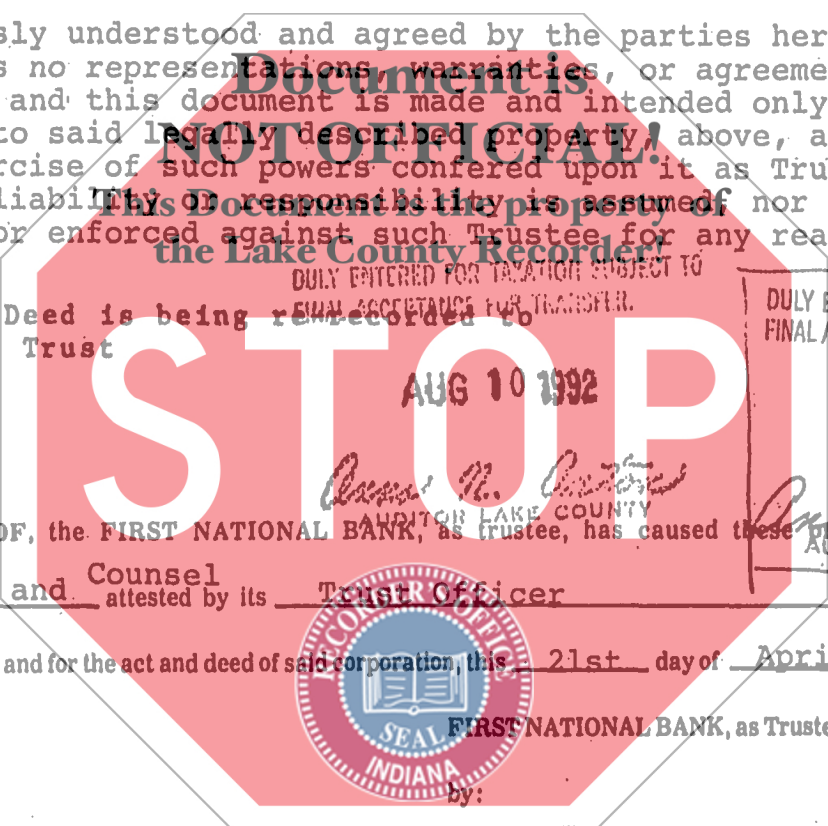 sly understood and agreed by the parties her
s no representations, warranties, or agreeme
Document is
and this document is made and intended only
to said legally described property, above, a
NOT OFFICIAL!
rcise of such powers confered upon it as Tru
liability or responsibility is assumed, nor
This Document is the property of
or enforced against such Trustee for any rea
the Lake County Recorder!
DULY ENTERED FOR TAXATION SUBJECT TO
FINAL ACCEPTANCE FOR TRANSFER.
DULY E
FINAL A
Deed is being rerecorded to
Trust
STOP
AUG 10 1992
AUDITOR LAKE COUNTY
OF, the FIRST NATIONAL BANK, as trustee, has caused these p
AU
and Counsel attested by its Trust Officer
RECORDER'S OFFICE
and for the act and deed of said corporation, this 21st day of Apri
FIRST NATIONAL BANK, as Truste
SEAL
INDIANA
by: